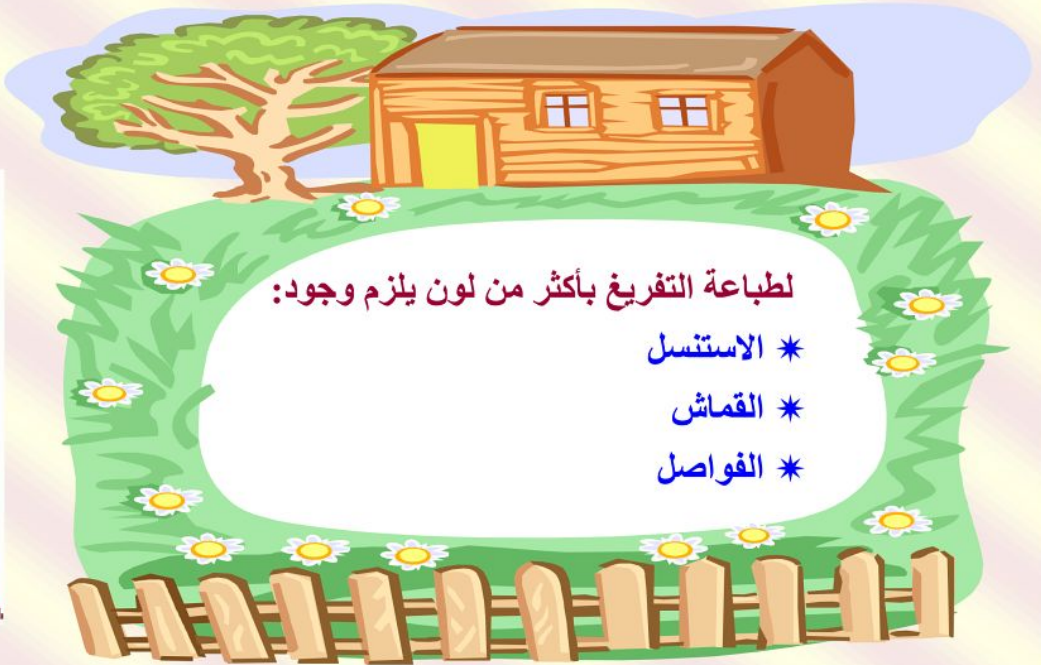 لطباعة التفريغ بأكثر من لون يلزم وجود:
✴ الاستنسل
✴ القماش
✴ الفواصل